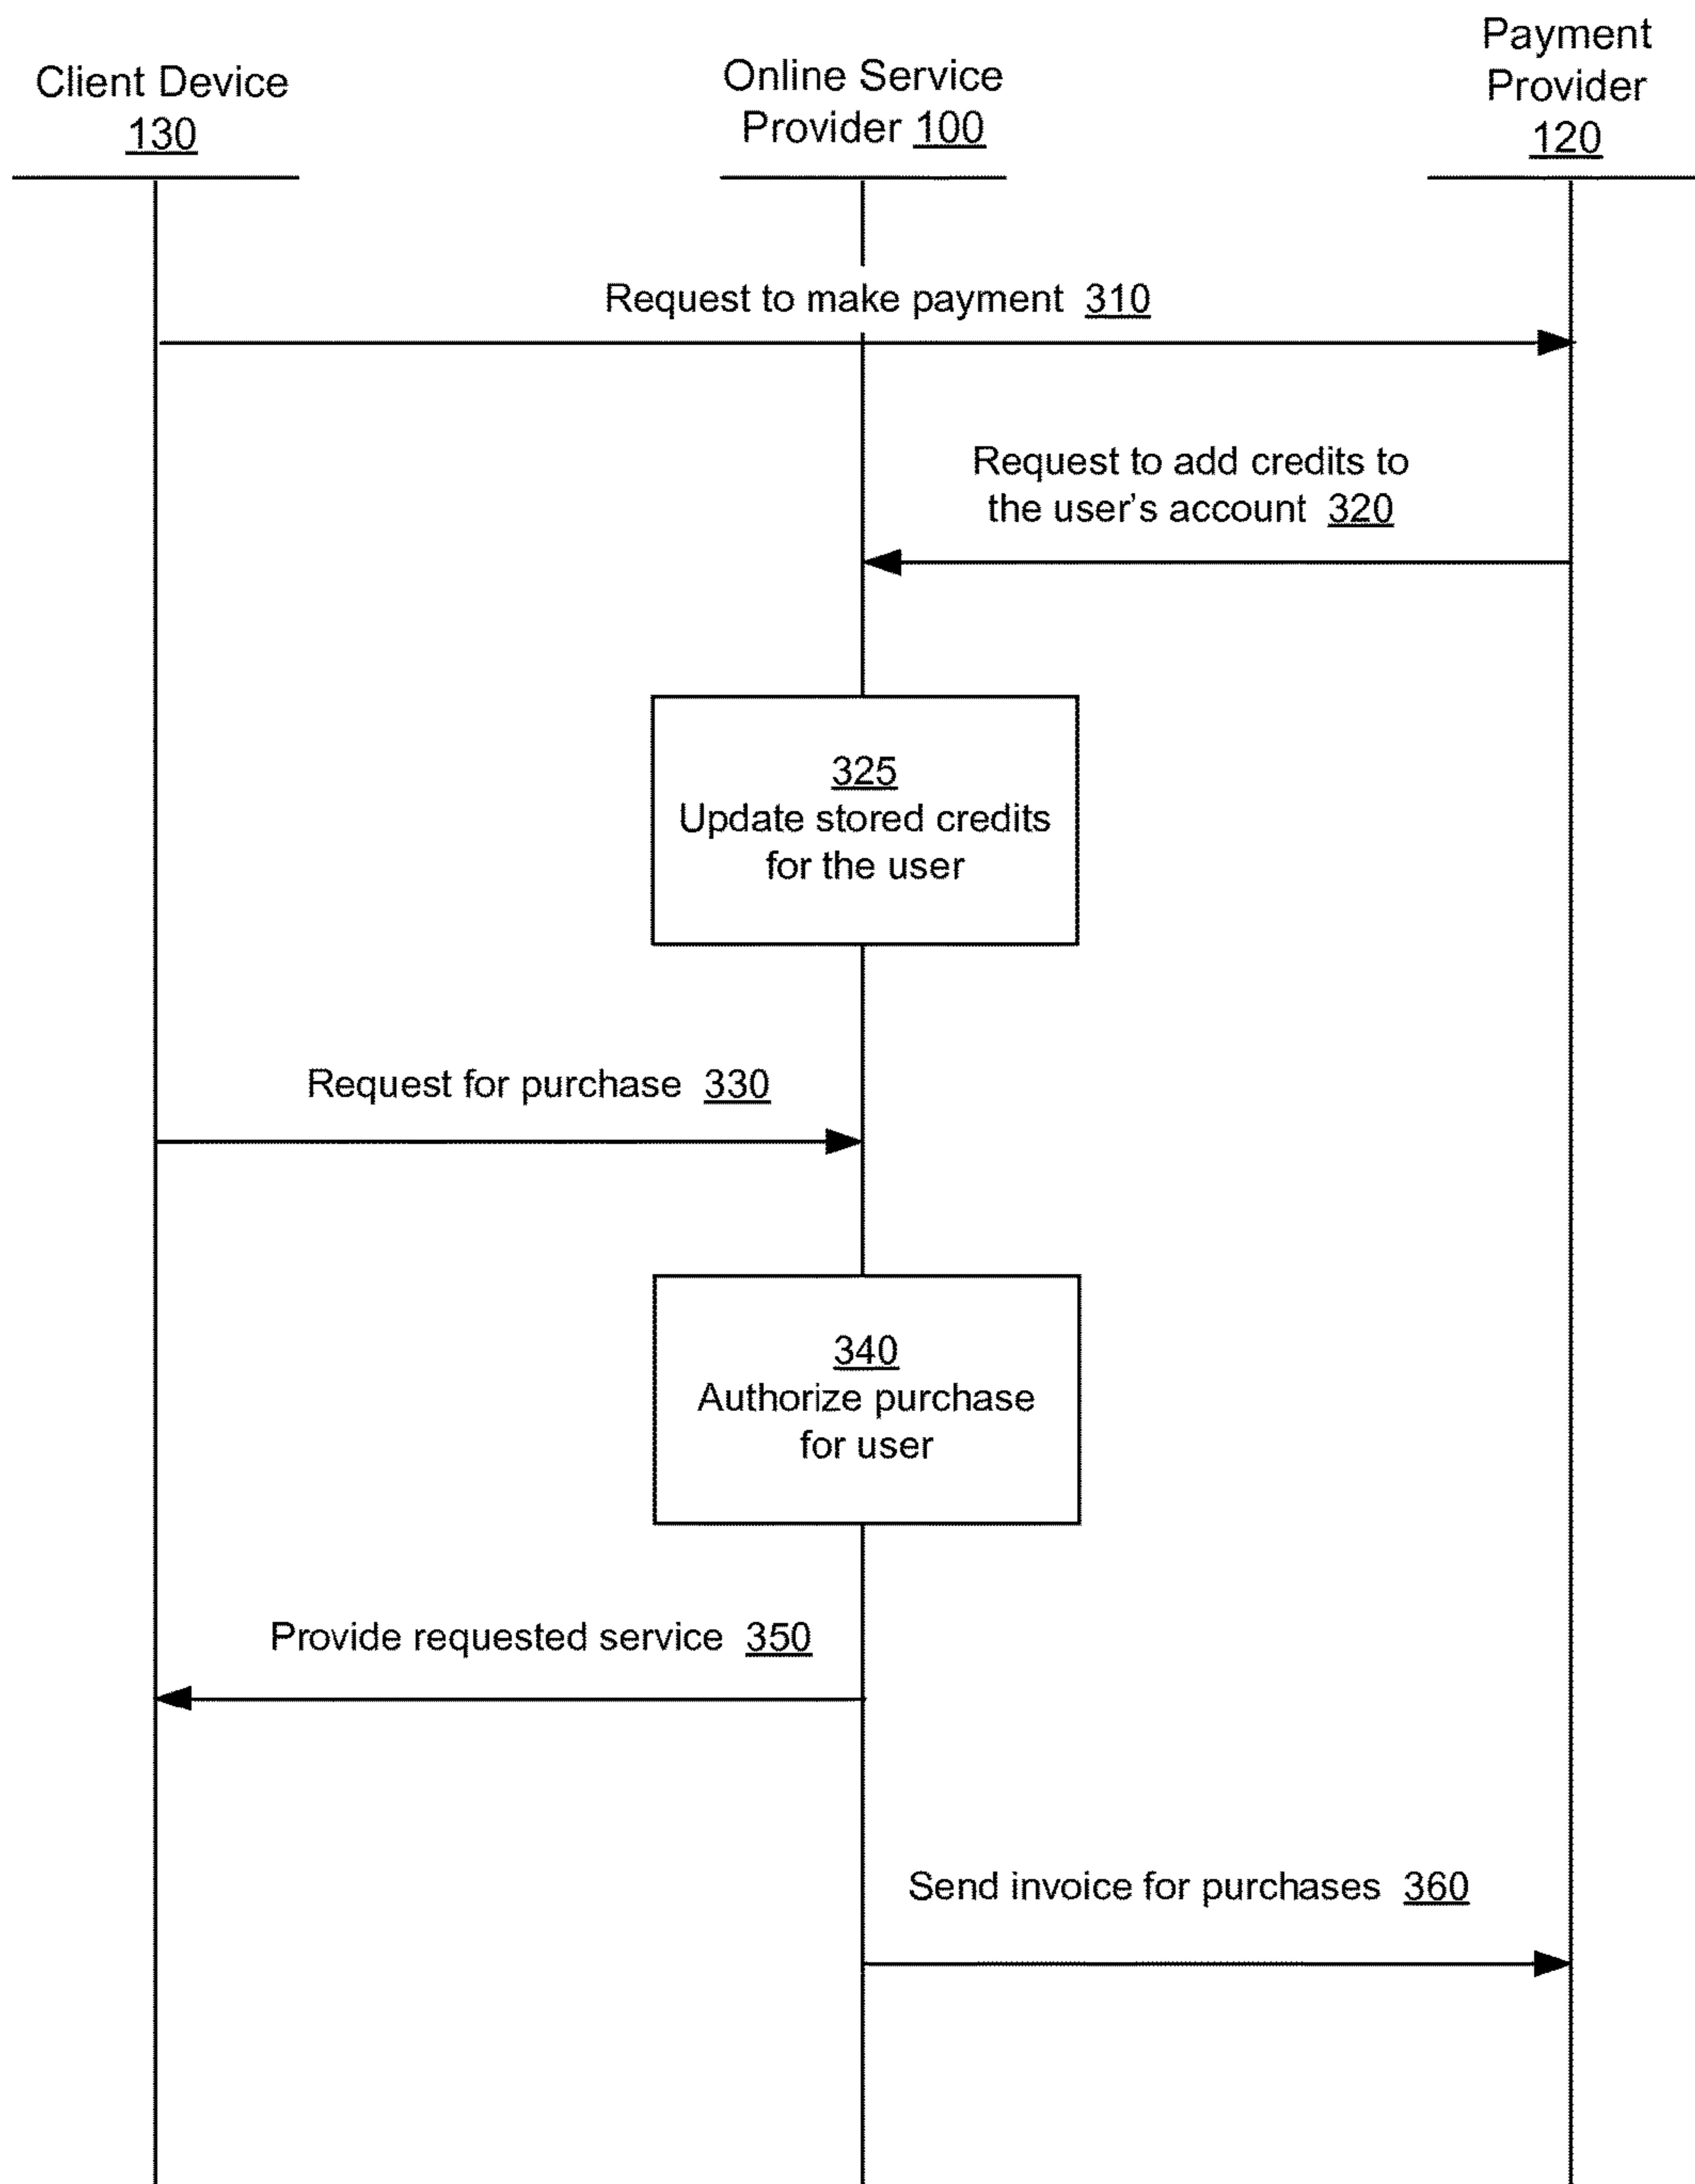 Client Device
130
Online Service
Provider 100
Payment
Provider
120
Request to make payment 310
Request to add credits to
the user's account 320
325
Update stored credits
for the user
Request for purchase 330
340
Authorize purchase
for user
Provide requested service 350
Send invoice for purchases 360